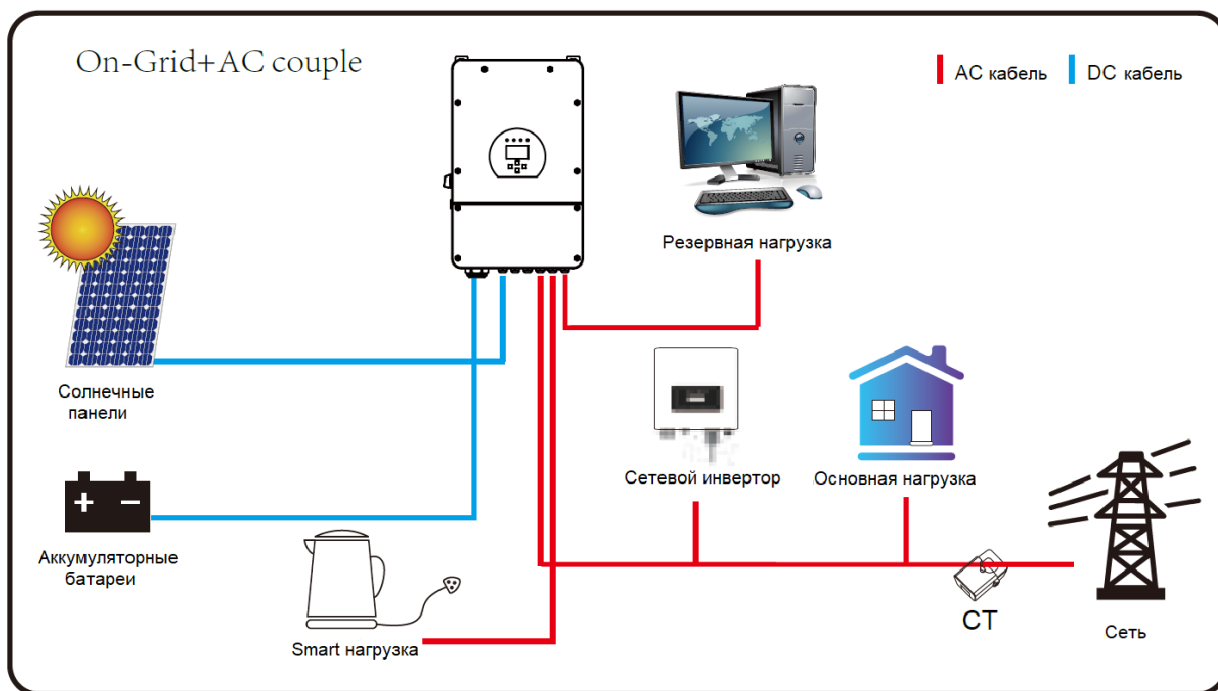 On-Grid+AC couple
AC кабель
DC кабель
Резервная нагрузка
Солнечные
панели
Сетевой инвертор
Основная нагрузка
Аккумуляторные
батареи
Smart нагрузка
CT
Сеть